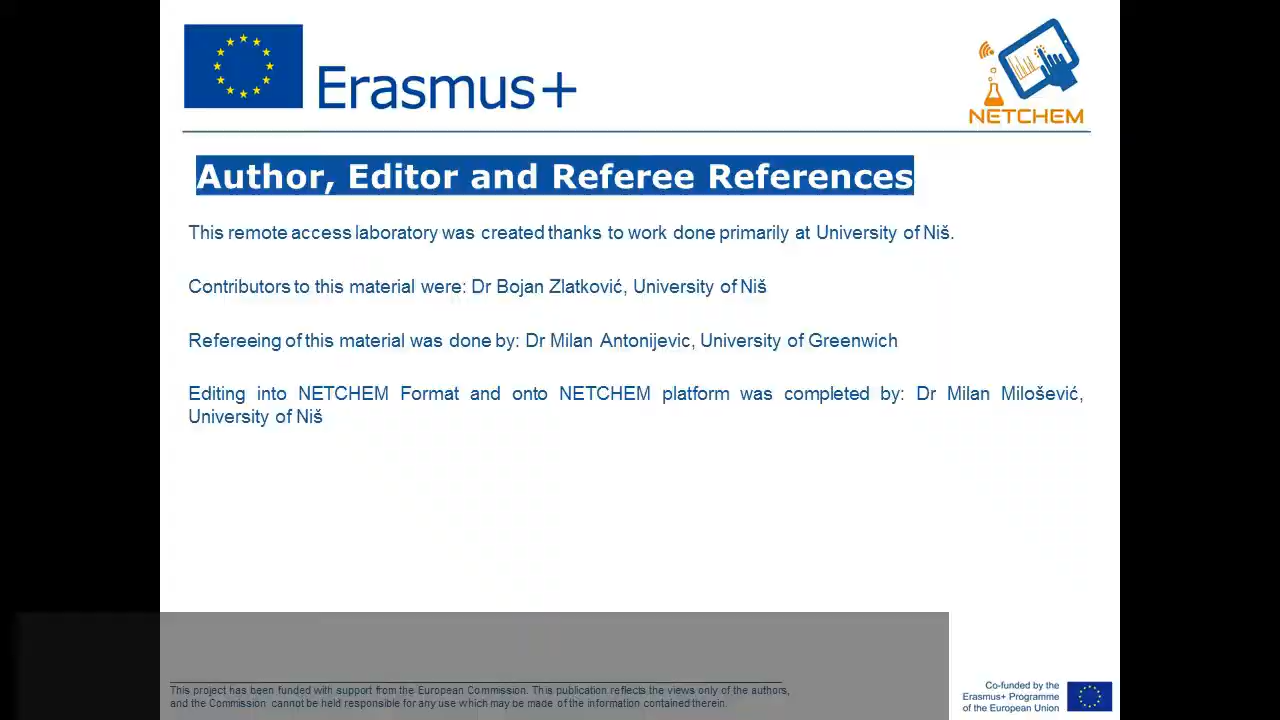 Erasmus+
NETCHEM
Author, Editor and Referee References
This remote access laboratory was created thanks to work done primarily at University of Niš.
Contributors to this material were: Dr Bojan Zlatković, University of Niš
Refereeing of this material was done by: Dr Milan Antonijevic, University of Greenwich
Editing into NETCHEM Format and onto NETCHEM platform was completed by: Dr Milan Milošević,
University of Niš
This project has been funded with support from the European Commission. This publication reflects the views only of the authors,
and the Commission cannot be held responsible for any use which may be made of the information contained therein.
Co-funded by the
Erasmus+ Programme
of the European Union